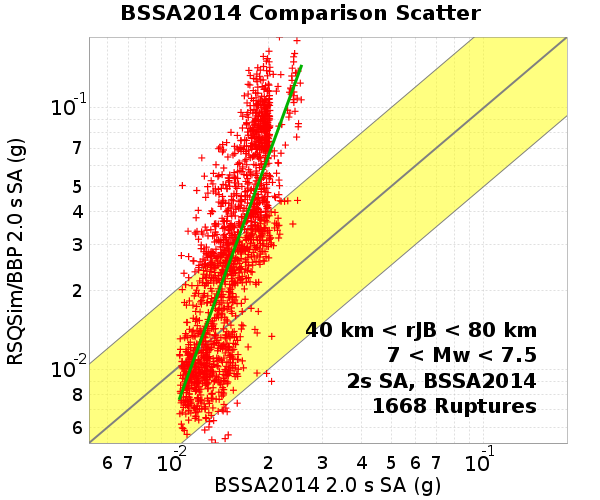 BSSA2014 Comparison Scatter
RSQSim/BBP 2.0 s SA (g)
10-1
7
5
4
3
2
10-2
8
6
40 km < rJB < 80 km
7 < Mw < 7.5
2s SA, BSSA2014
1668 Ruptures
6 7 10-2 2 3 4 5 6 7 10-1
BSSA2014 2.0 s SA (g)